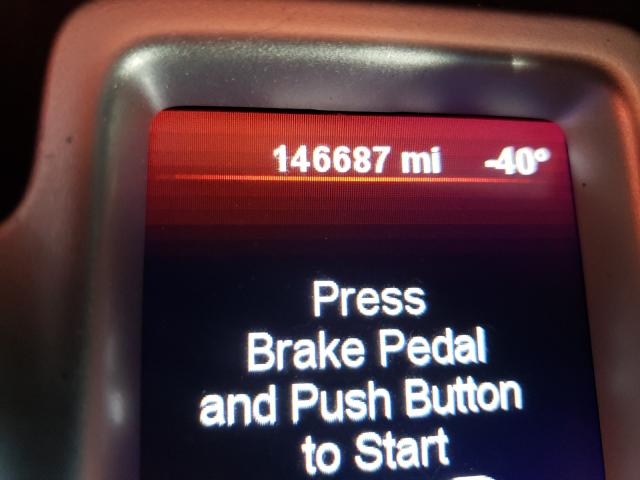 146687 mi -40°
Press
Brake Pedal
and Push Button
to Start